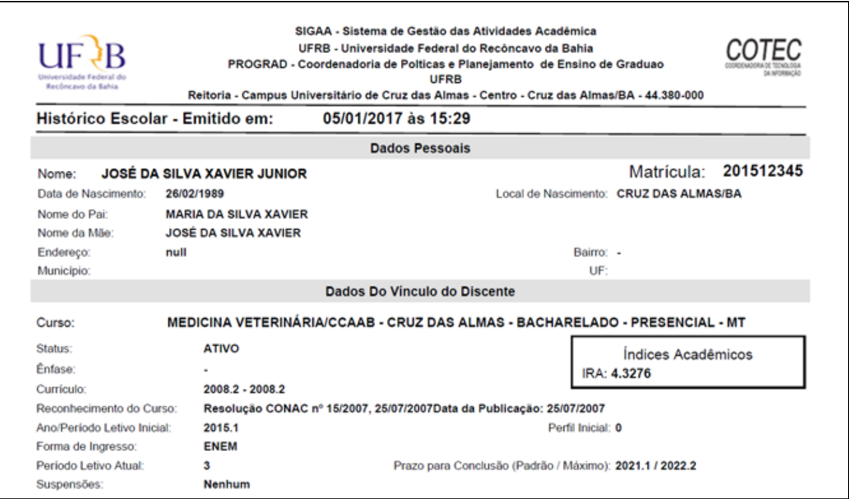 SIGAA - Sistema de Gestão das Atividades Acadêmica
UFRB - Universidade Federal do Recôncavo da Bahia
PROGRAD - Coordenadoria de Polticas e Planejamento de Ensino de Graduao
UFRB
Reitoria - Campus Universitário de Cruz das Almas - Centro - Cruz das Almas/BA - 44.380-000
UFRB
Universidade Federal do
Recôncavo da Bahia
COTEC
COORDENADORIA DE TECNOLOGIA
DA INFORMAÇÃO
Histórico Escolar - Emitido em: 05/01/2017 às 15:29
Dados Pessoais
Nome: JOSÉ DA SILVA XAVIER JUNIOR Matrícula: 201512345
Data de Nascimento: 26/02/1989 Local de Nascimento: CRUZ DAS ALMAS/BA
Nome do Pai: MARIA DA SILVA XAVIER
Nome da Mãe: JOSÉ DA SILVA XAVIER
Endereço: null Bairro: -
Município: UF:
Dados Do Vínculo do Discente
Curso: MEDICINA VETERINÁRIA/CCAAB - CRUZ DAS ALMAS - BACHARELADO - PRESENCIAL - MT
Status: ATIVO
Índices Acadêmicos
Ênfase: - IRA: 4.3276
Currículo: 2008.2 - 2008.2
Reconhecimento do Curso: Resolução CONAC nº 15/2007, 25/07/2007Data da Publicação: 25/07/2007
Ano/Período Letivo Inicial: 2015.1 Perfil Inicial: 0
Forma de Ingresso: ENEM
Período Letivo Atual: 3 Prazo para Conclusão (Padrão / Máximo): 2021.1 / 2022.2
Suspensões: Nenhum